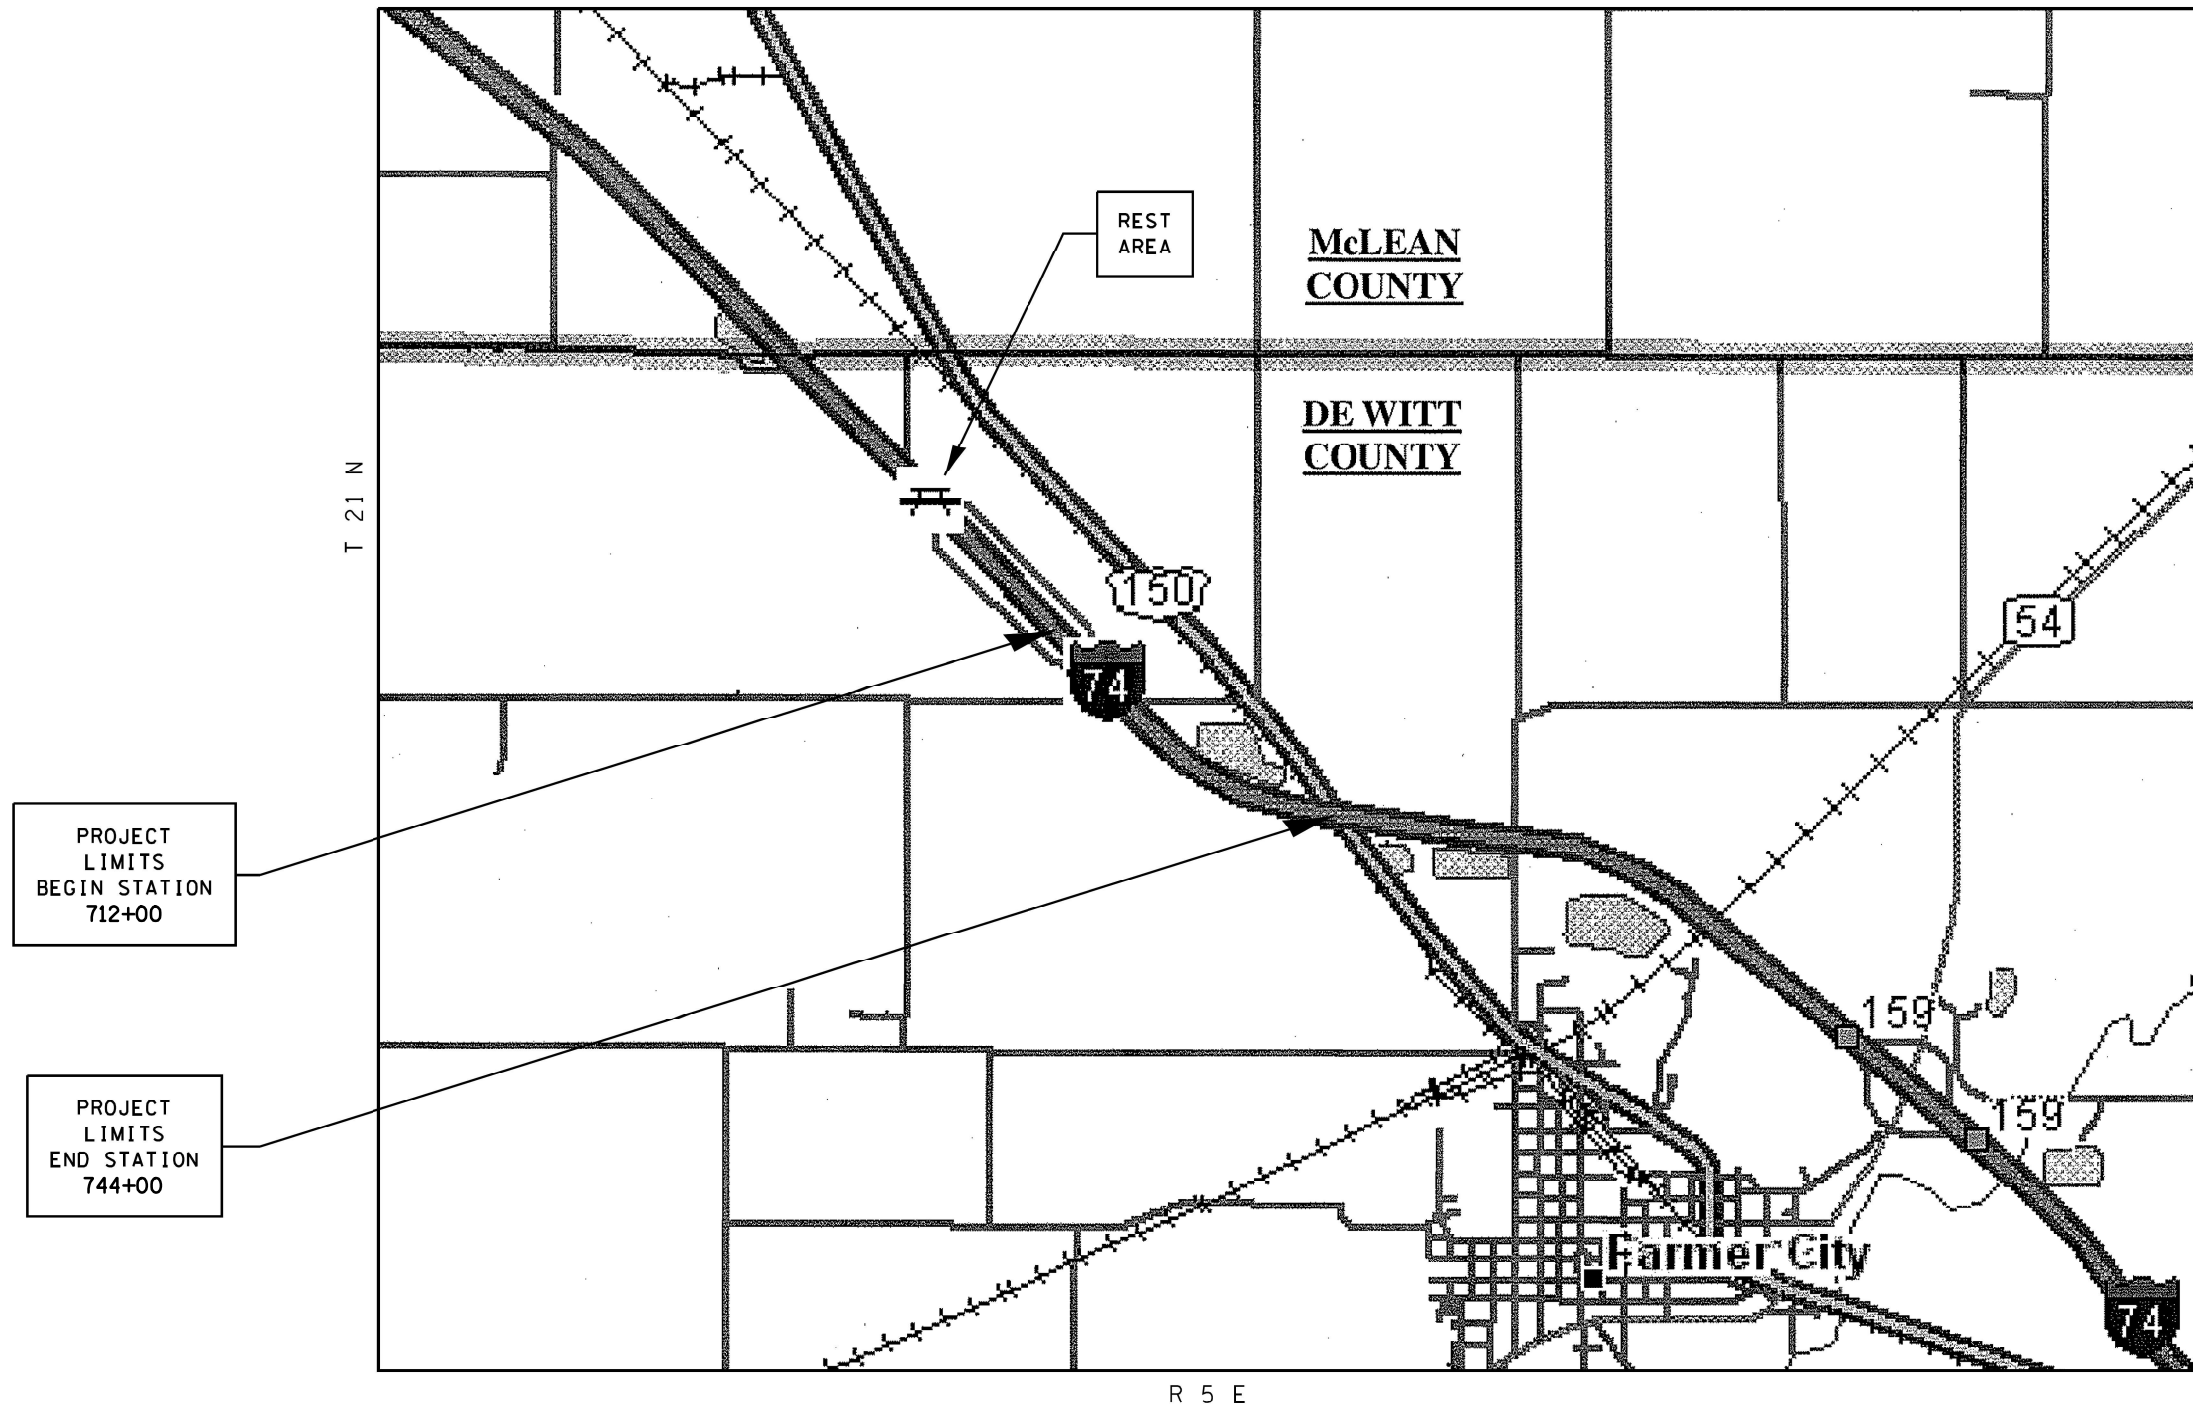 REST
AREA
McLEAN
COUNTY
DE WITT
COUNTY
T 21 N
150
54
74
PROJECT
LIMITS
BEGIN STATION
712+00
PROJECT
LIMITS
END STATION
744+00
159
159
Farmer City
74
R 5 E